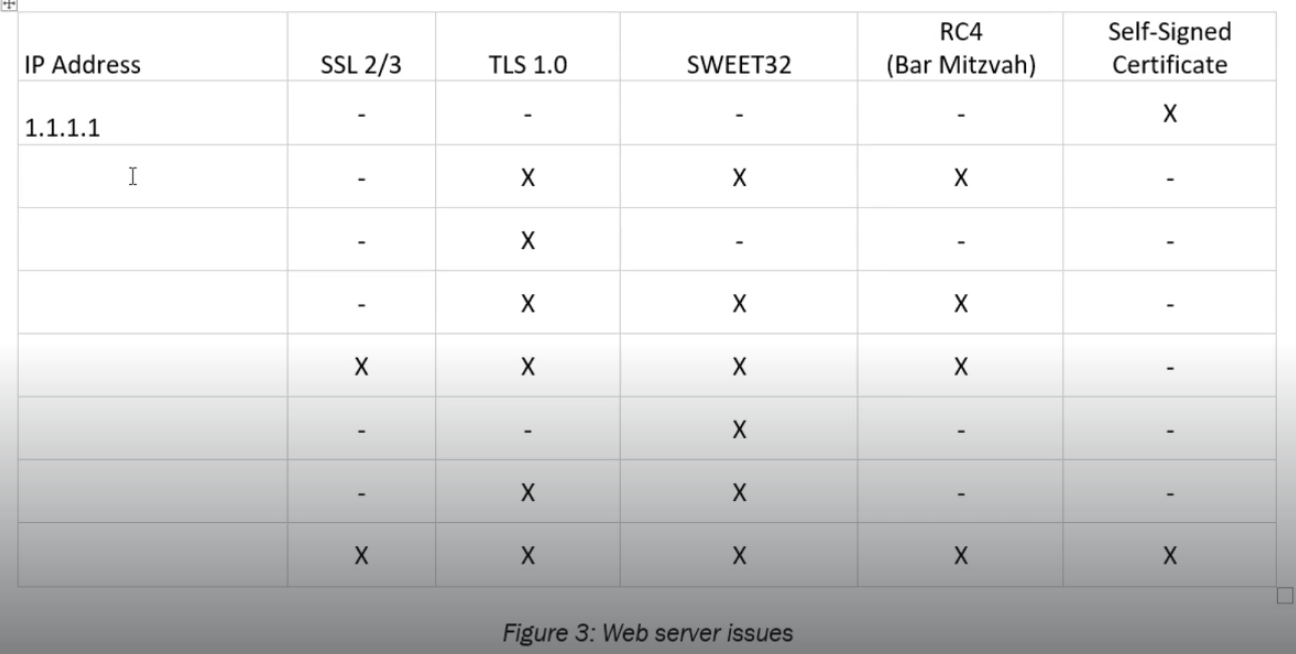 IP Address SSL 2/3 TLS 1.0 SWEET32 RC4 (Bar Mitzvah) Self-Signed Certificate
1.1.1.1 - - - - X
- X X X -
- X - - -
- X X X -
X X X X -
- - X - -
- X X - -
X X X X X
Figure 3: Web server issues